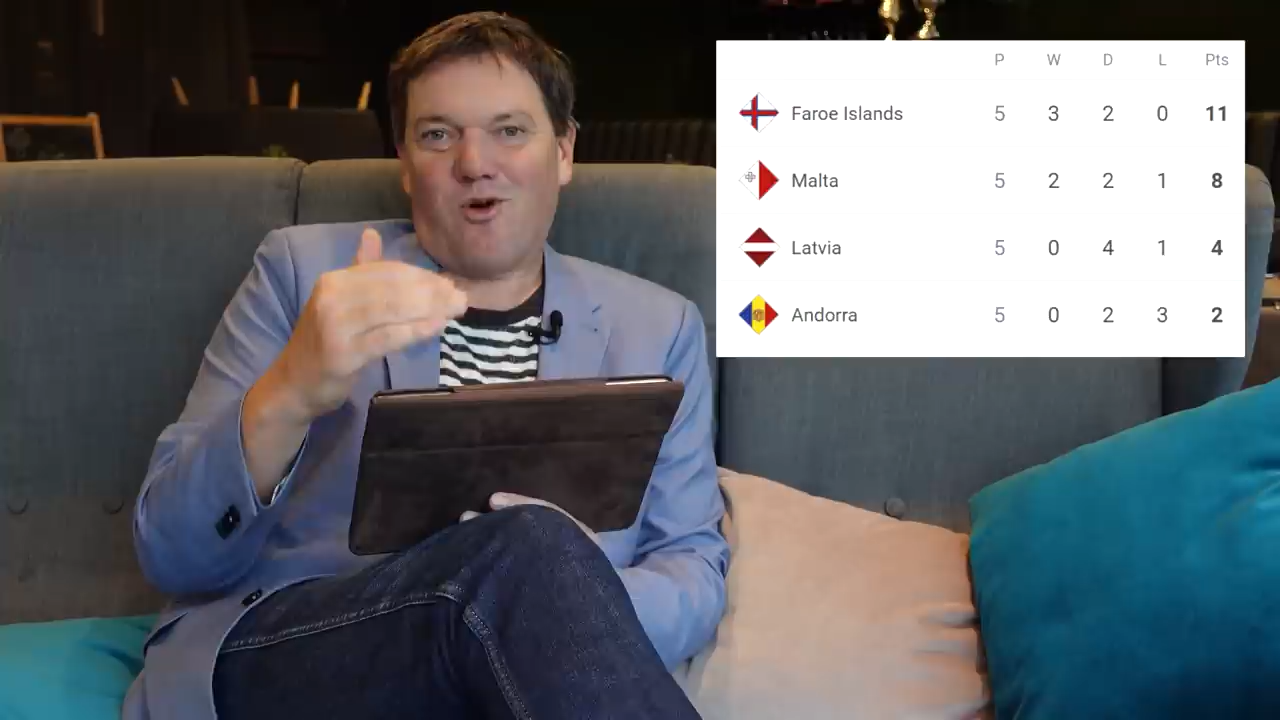 P W D L Pts
Faroe Islands 5 3 2 0 11
Malta 5 2 2 1 8
Latvia 5 0 4 1 4
Andorra 5 0 2 3 2